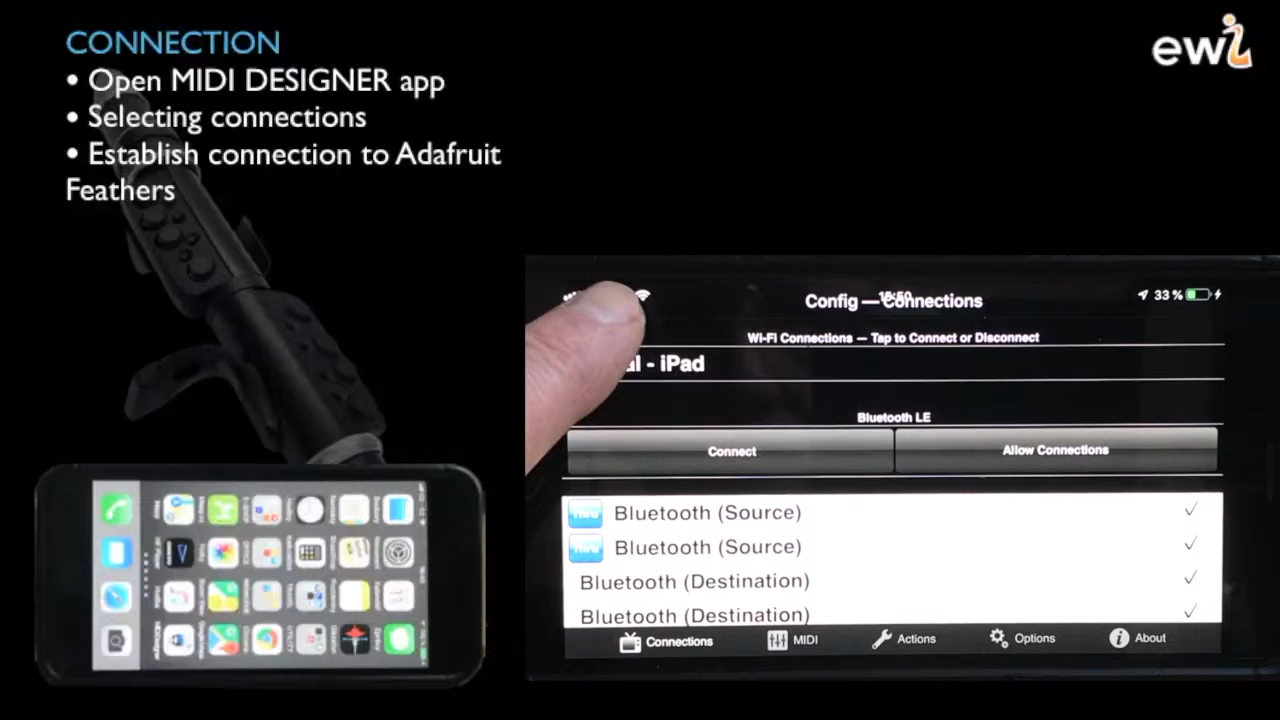 CONNECTION
• Open MIDI DESIGNER app
• Selecting connections
• Establish connection to Adafruit
Feathers
ewi
Config — Connections
33 %
Wi-Fi Connections — Tap to Connect or Disconnect
- iPad
Bluetooth LE
Connect
Allow Connections
Bluetooth (Source)
Bluetooth (Source)
Bluetooth (Destination)
Bluetooth (Destination)
Connections
MIDI
Actions
Options
About